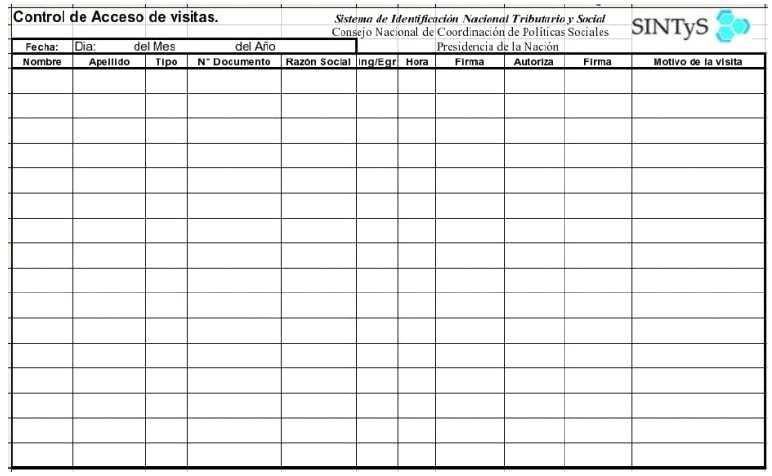 Control de Acceso de visitas.
Sistema de Identificación Nacional Tributario y Social
Consejo Nacional de Coordinación de Políticas Sociales
Presidencia de la Nación
SINTyS
Fecha: Dia: del Mes del Año
Nombre Apellido Tipo N° Documento Razón Social Ing/Egr Hora Firma Autoriza Firma Motivo de la visita